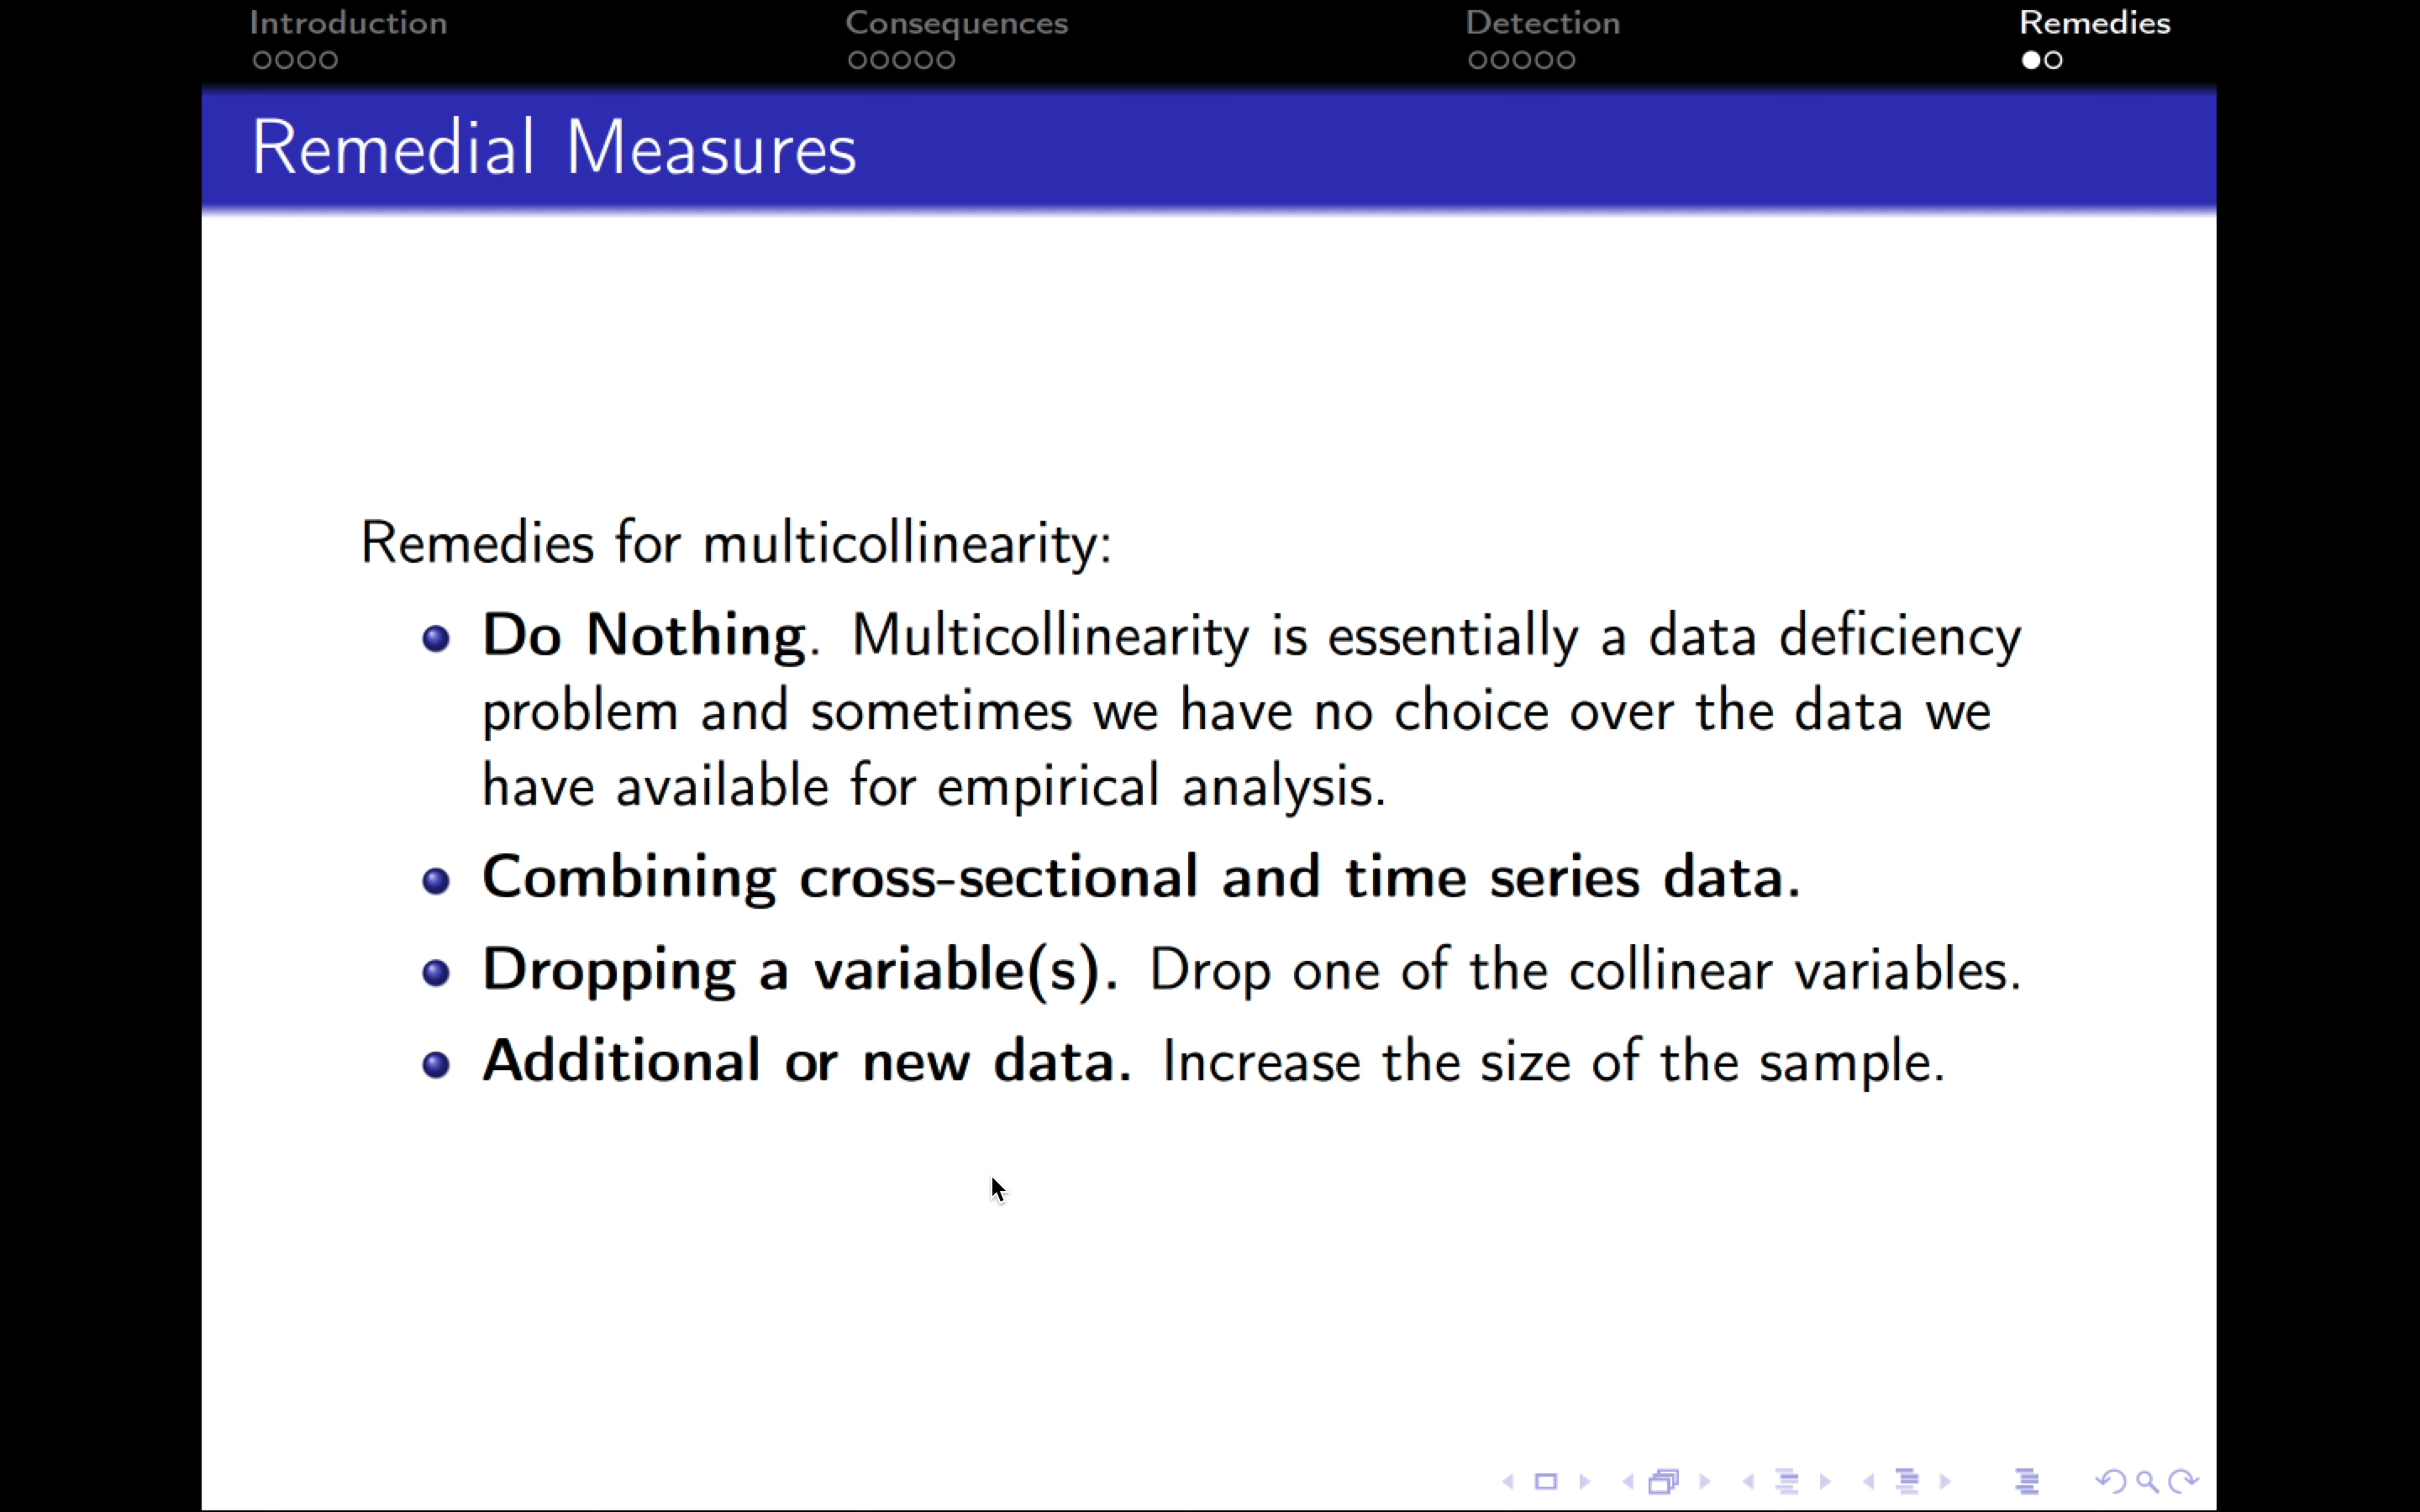 Introduction
Consequences
Detection
Remedies
Remedial Measures
Remedies for multicollinearity:
Do Nothing. Multicollinearity is essentially a data deficiency
problem and sometimes we have no choice over the data we
have available for empirical analysis.
Combining cross-sectional and time series data.
Dropping a variable(s). Drop one of the collinear variables.
Additional or new data. Increase the size of the sample.